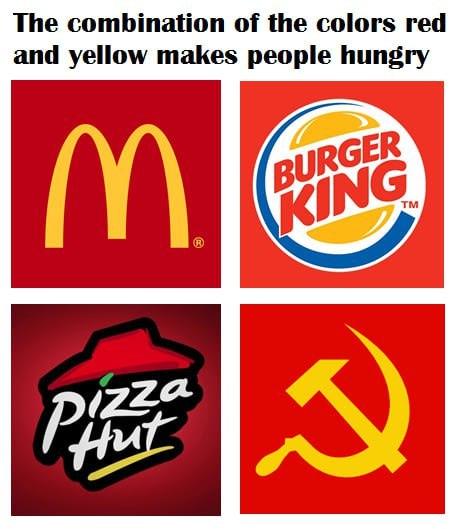 The combination of the colors red
and yellow makes people hungry
M
®
BURGER
KING
TM
Pizza
Hut